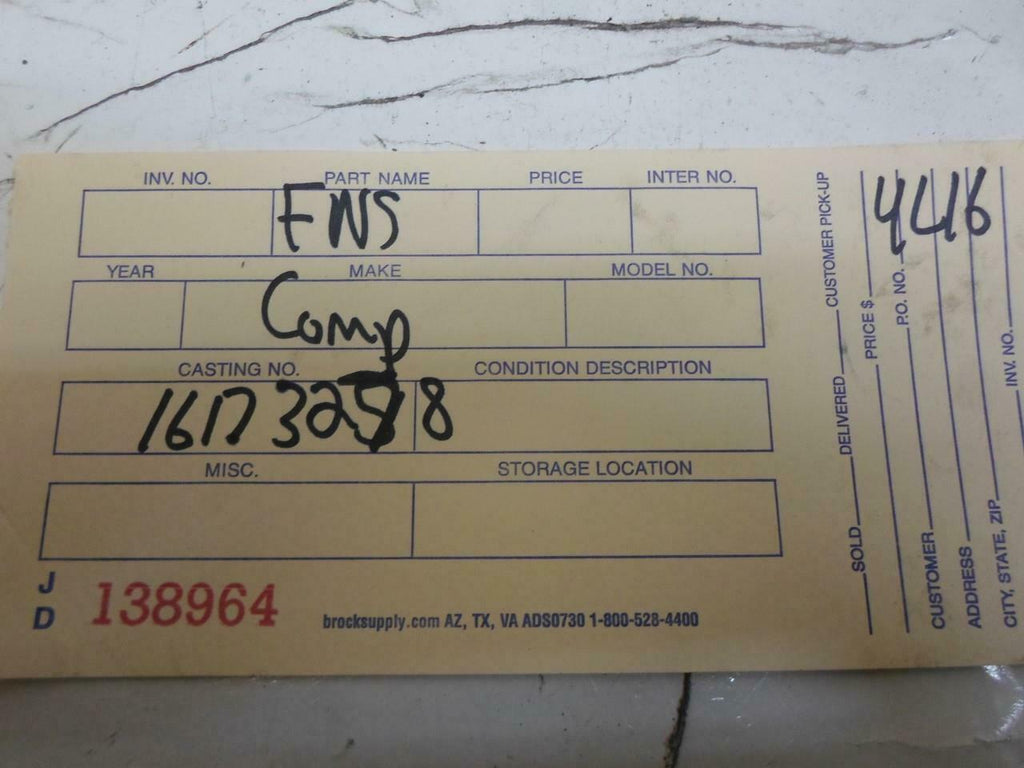 INV. NO. PART NAME PRICE INTER NO.
FNS
YEAR MAKE MODEL NO.
Comp
CASTING NO. CONDITION DESCRIPTION
MISC. STORAGE LOCATION
J
D
138964
brocksupply.com AZ, TX, VA ADS0730 1-800-528-4400
SOLD DELIVERED CUSTOMER PICK-UP
PRICE $
P.O. NO.
CUSTOMER
ADDRESS
CITY, STATE, ZIP INV. NO.